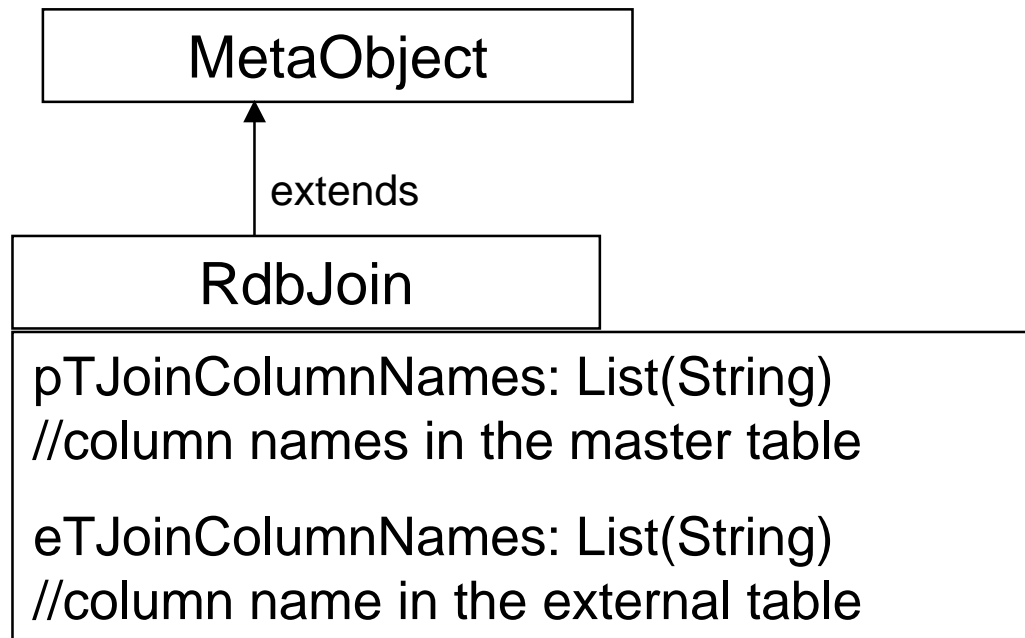 MetaObject
extends
RdbJoin
pTJoinColumnNames: List(String)
//column names in the master table
eTJoinColumnNames: List(String)
//column name in the external table